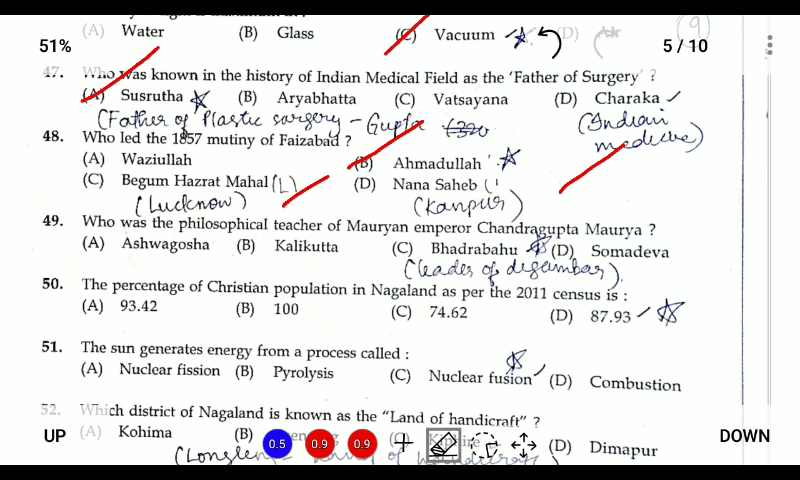 (A) Water (B) Glass (C) Vacuum (D)
51% 5 / 10
47. Who was known in the history of Indian Medical Field as the 'Father of Surgery' ?
(A) Susrutha (B) Aryabhatta (C) Vatsayana (D) Charaka
(Father of Plastic surgery - Gupta (Indian medicine)
48. Who led the 1857 mutiny of Faizabad ?
(A) Waziullah (B) Ahmadullah
(C) Begum Hazrat Mahal (L) (D) Nana Saheb (
(Lucknow) (Kanpur)
49. Who was the philosophical teacher of Mauryan emperor Chandragupta Maurya ?
(A) Ashwagosha (B) Kalikutta (C) Bhadrabahu (D) Somadeva
(leader of degambar).
50. The percentage of Christian population in Nagaland as per the 2011 census is :
(A) 93.42 (B) 100 (C) 74.62 (D) 87.93
51. The sun generates energy from a process called :
(A) Nuclear fission (B) Pyrolysis (C) Nuclear fusion (D) Combustion
52. Which district of Nagaland is known as the "Land of handicraft" ?
UP (A) Kohima (B) 0.5 0.9 0.9 (D) Dimapur DOWN